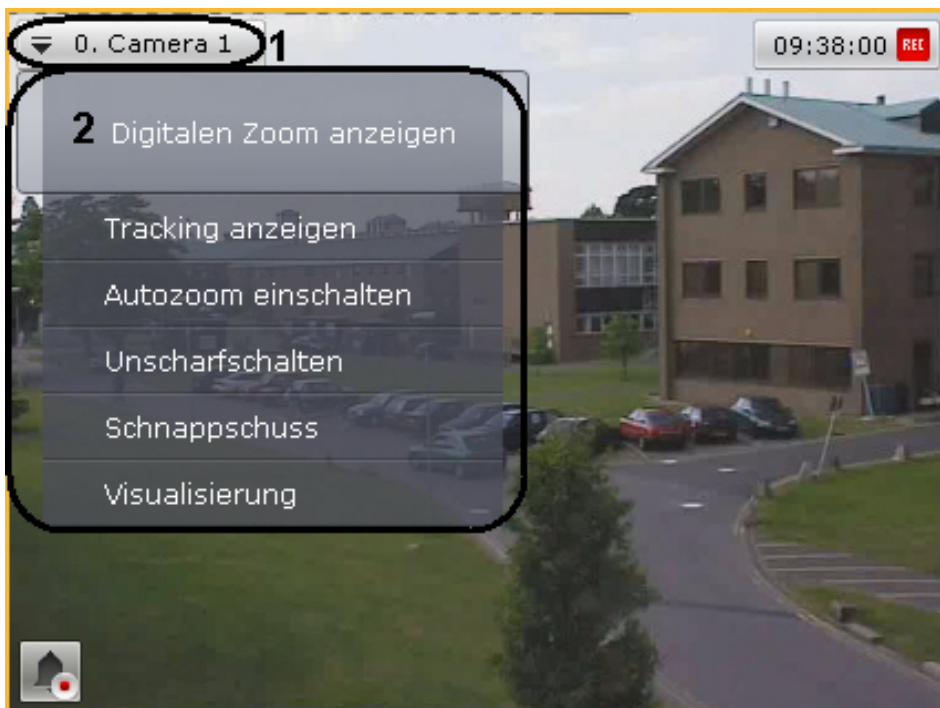 0. Camera 1
1
09:38:00 REC
2
Digitalen Zoom anzeigen
Tracking anzeigen
Autozoom einschalten
Unscharfschalten
Schnappschuss
Visualisierung